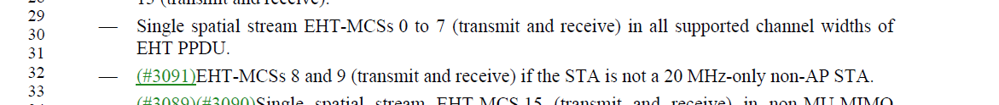 29
— Single spatial stream EHT-MCSs 0 to 7 (transmit and receive) in all supported channel widths of
30
EHT PPDU.
31
32 — (#3091)EHT-MCSs 8 and 9 (transmit and receive) if the STA is not a 20 MHz-only non-AP STA.
33
(#3089)(#3090)Single spatial stream EHT-MCS 15 (transmit and receive) in non-MU-MIMO